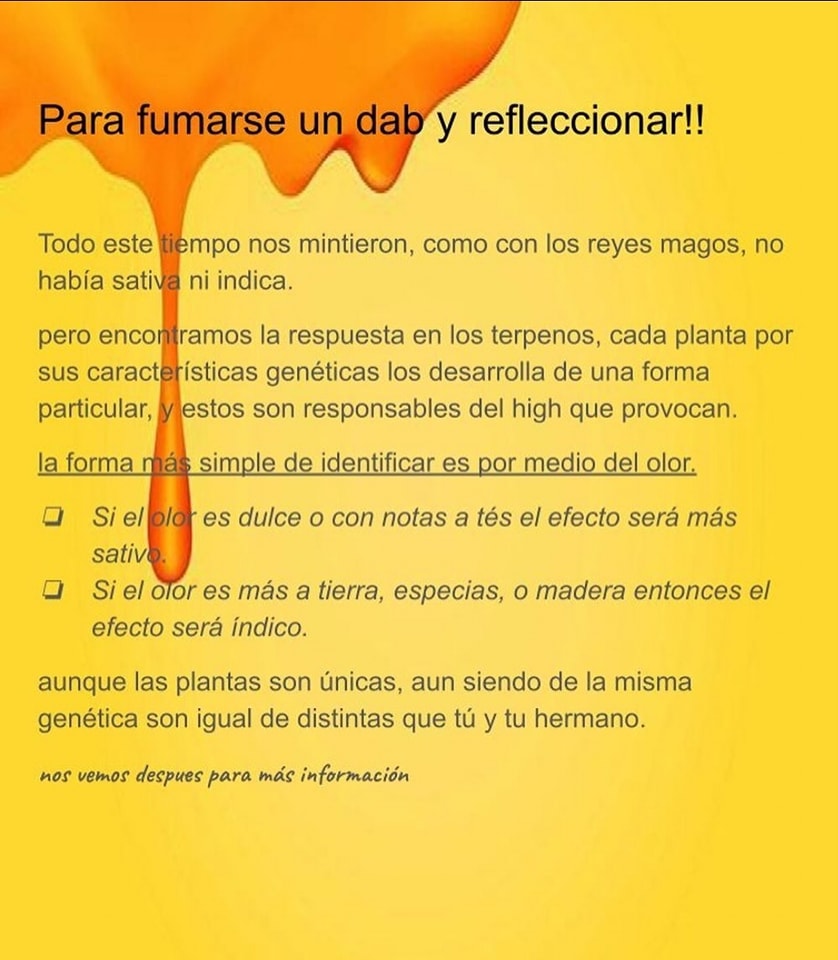 Para fumarse un dab y refleccionar!!
Todo este tiempo nos mintieron, como con los reyes magos, no
había sativa ni indica.
pero encontramos la respuesta en los terpenos, cada planta por
sus características genéticas los desarrolla de una forma
particular, y estos son responsables del high que provocan.
la forma más simple de identificar es por medio del olor.
❏ Si el olor es dulce o con notas a tés el efecto será más
sativo.
❏ Si el olor es más a tierra, especias, o madera entonces el
efecto será índico.
aunque las plantas son únicas, aun siendo de la misma
genética son igual de distintas que tú y tu hermano.
nos vemos despues para más información